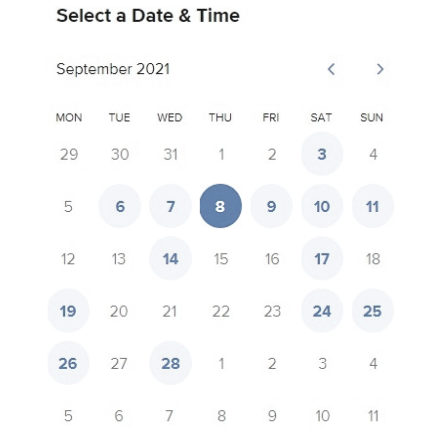 Select a Date & Time
September 2021
MON TUE WED THU FRI SAT SUN
29 30 31 1 2 3 4
5 6 7 8 9 10 11
12 13 14 15 16 17 18
19 20 21 22 23 24 25
26 27 28 1 2 3 4
5 6 7 8 9 10 11